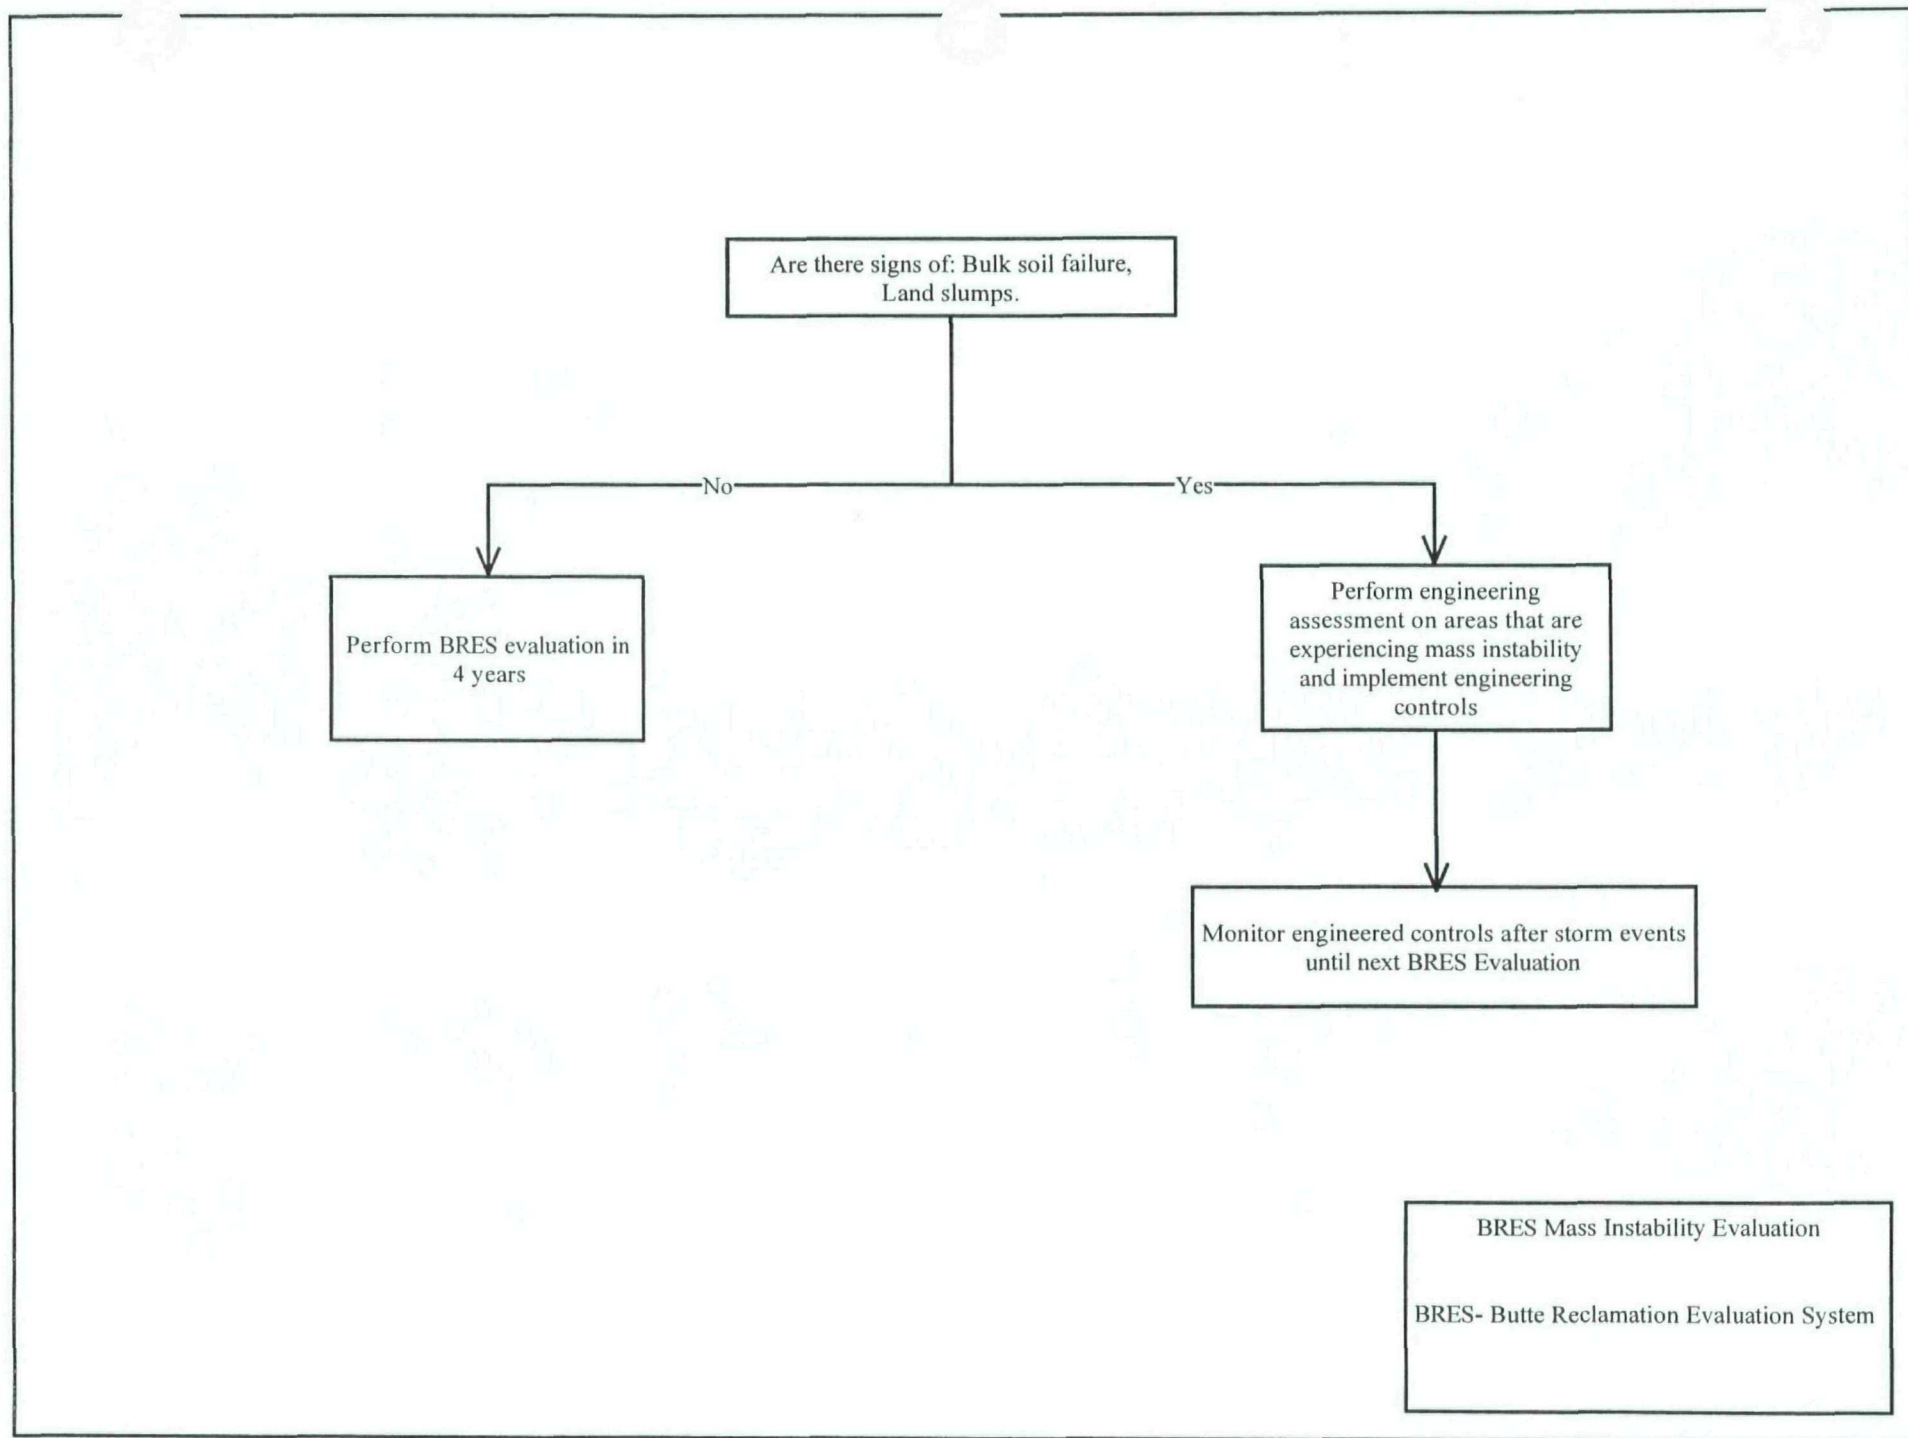 Are there signs of: Bulk soil failure,
Land slumps.
No
Yes
Perform BRES evaluation in
4 years
Perform engineering
assessment on areas that are
experiencing mass instability
and implement engineering
controls
Monitor engineered controls after storm events
until next BRES Evaluation
BRES Mass Instability Evaluation
BRES- Butte Reclamation Evaluation System